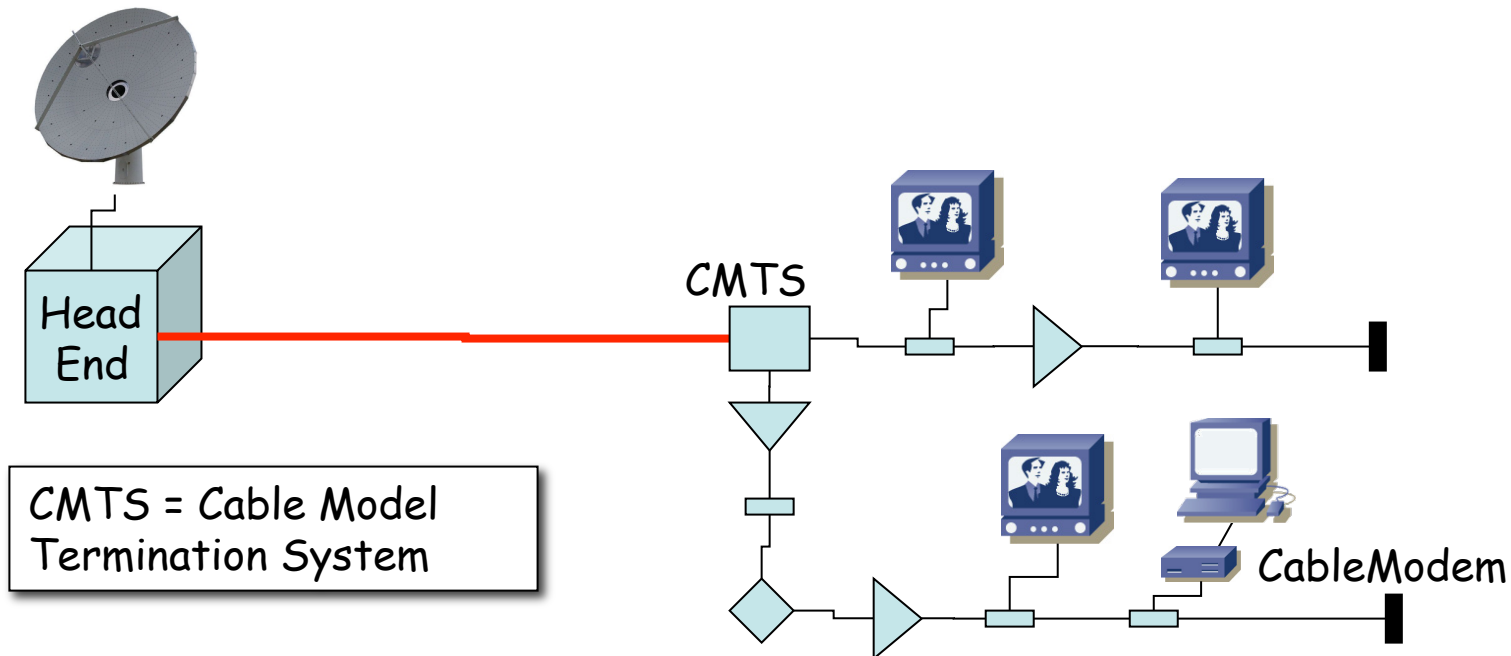 Head
End
CMTS
CMTS = Cable Model
Termination System
CableModem